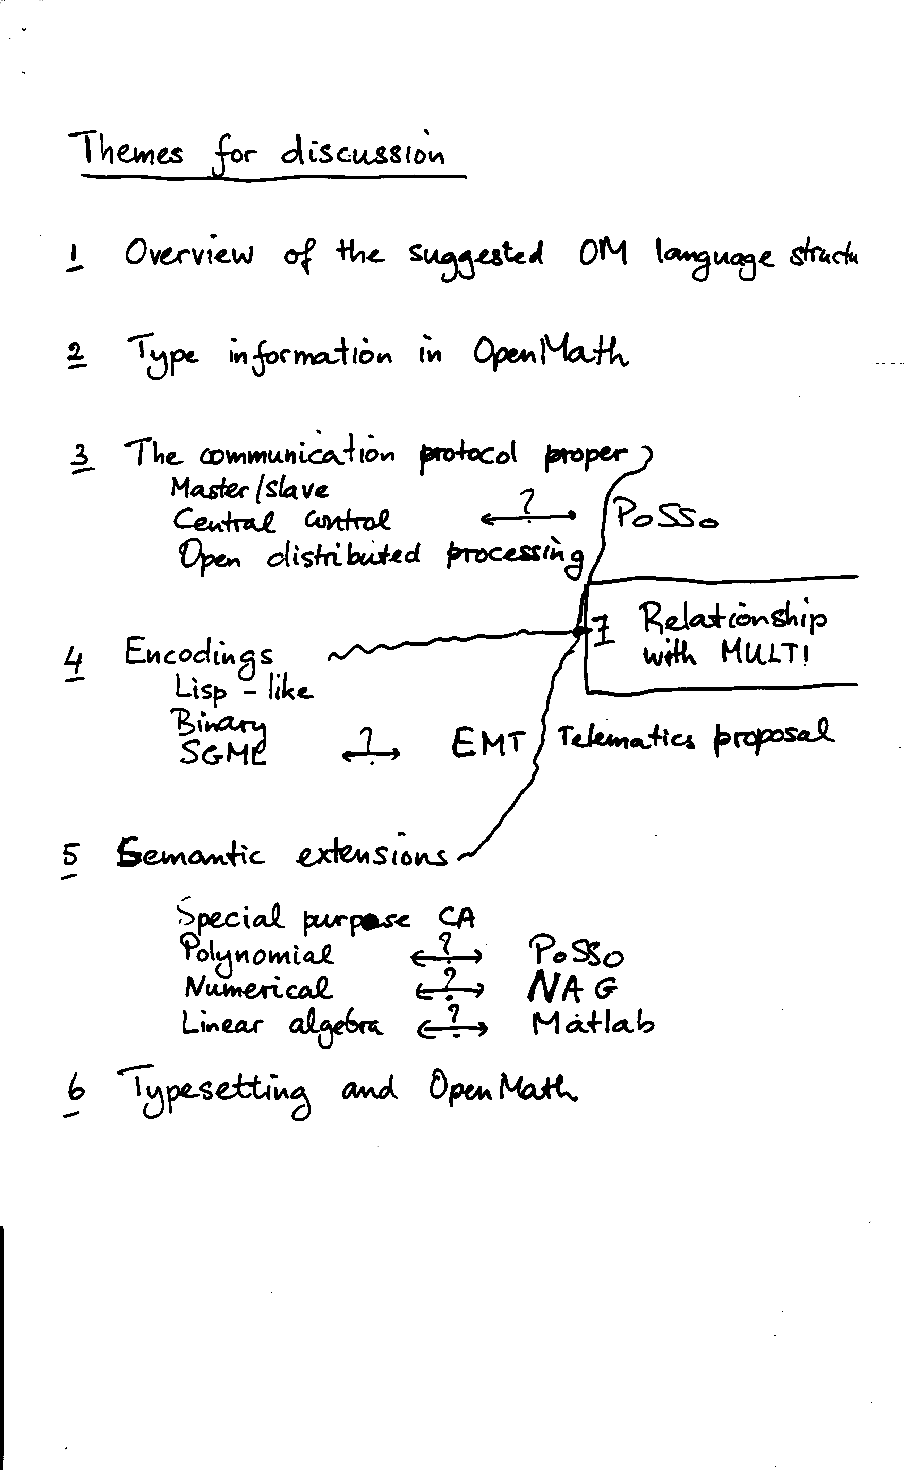 Themes for discussion
1 Overview of the suggested OM language structu
2 Type information in OpenMath
3 The communication protocol proper
Master/slave
Central control ? PoSSo
Open distributed processing
7 Relationship
with MULTI
4 Encodings
Lisp-like
Binary
SGML ? EMT Telematics proposal
5 Semantic extensions
Special purpose CA
Polynomial ? PoSSo
Numerical ? NAG
Linear algebra ? Matlab
6 Typesetting and OpenMath